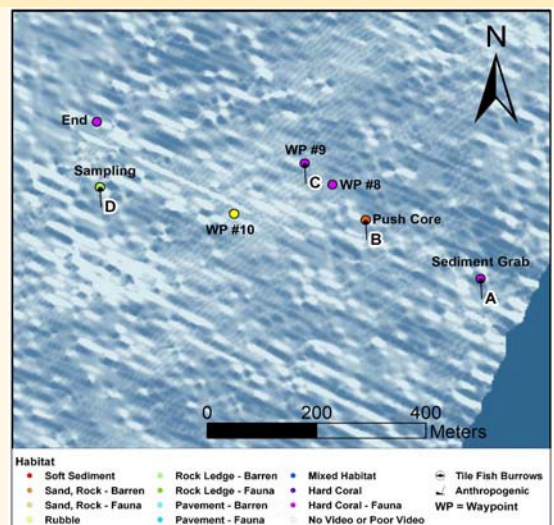 N
End
WP #9
Sampling
C
WP #8
D
WP #10
Push Core
B
Sediment Grab
A
0 200 400
Meters
Habitat
Soft Sediment
Rock Ledge - Barren
Mixed Habitat
Tile Fish Burrows
Sand, Rock - Barren
Rock Ledge - Fauna
Hard Coral
Anthropogenic
Sand, Rock - Fauna
Pavement - Barren
Hard Coral - Fauna
WP = Waypoint
Rubble
Pavement - Fauna
No Video or Poor Video